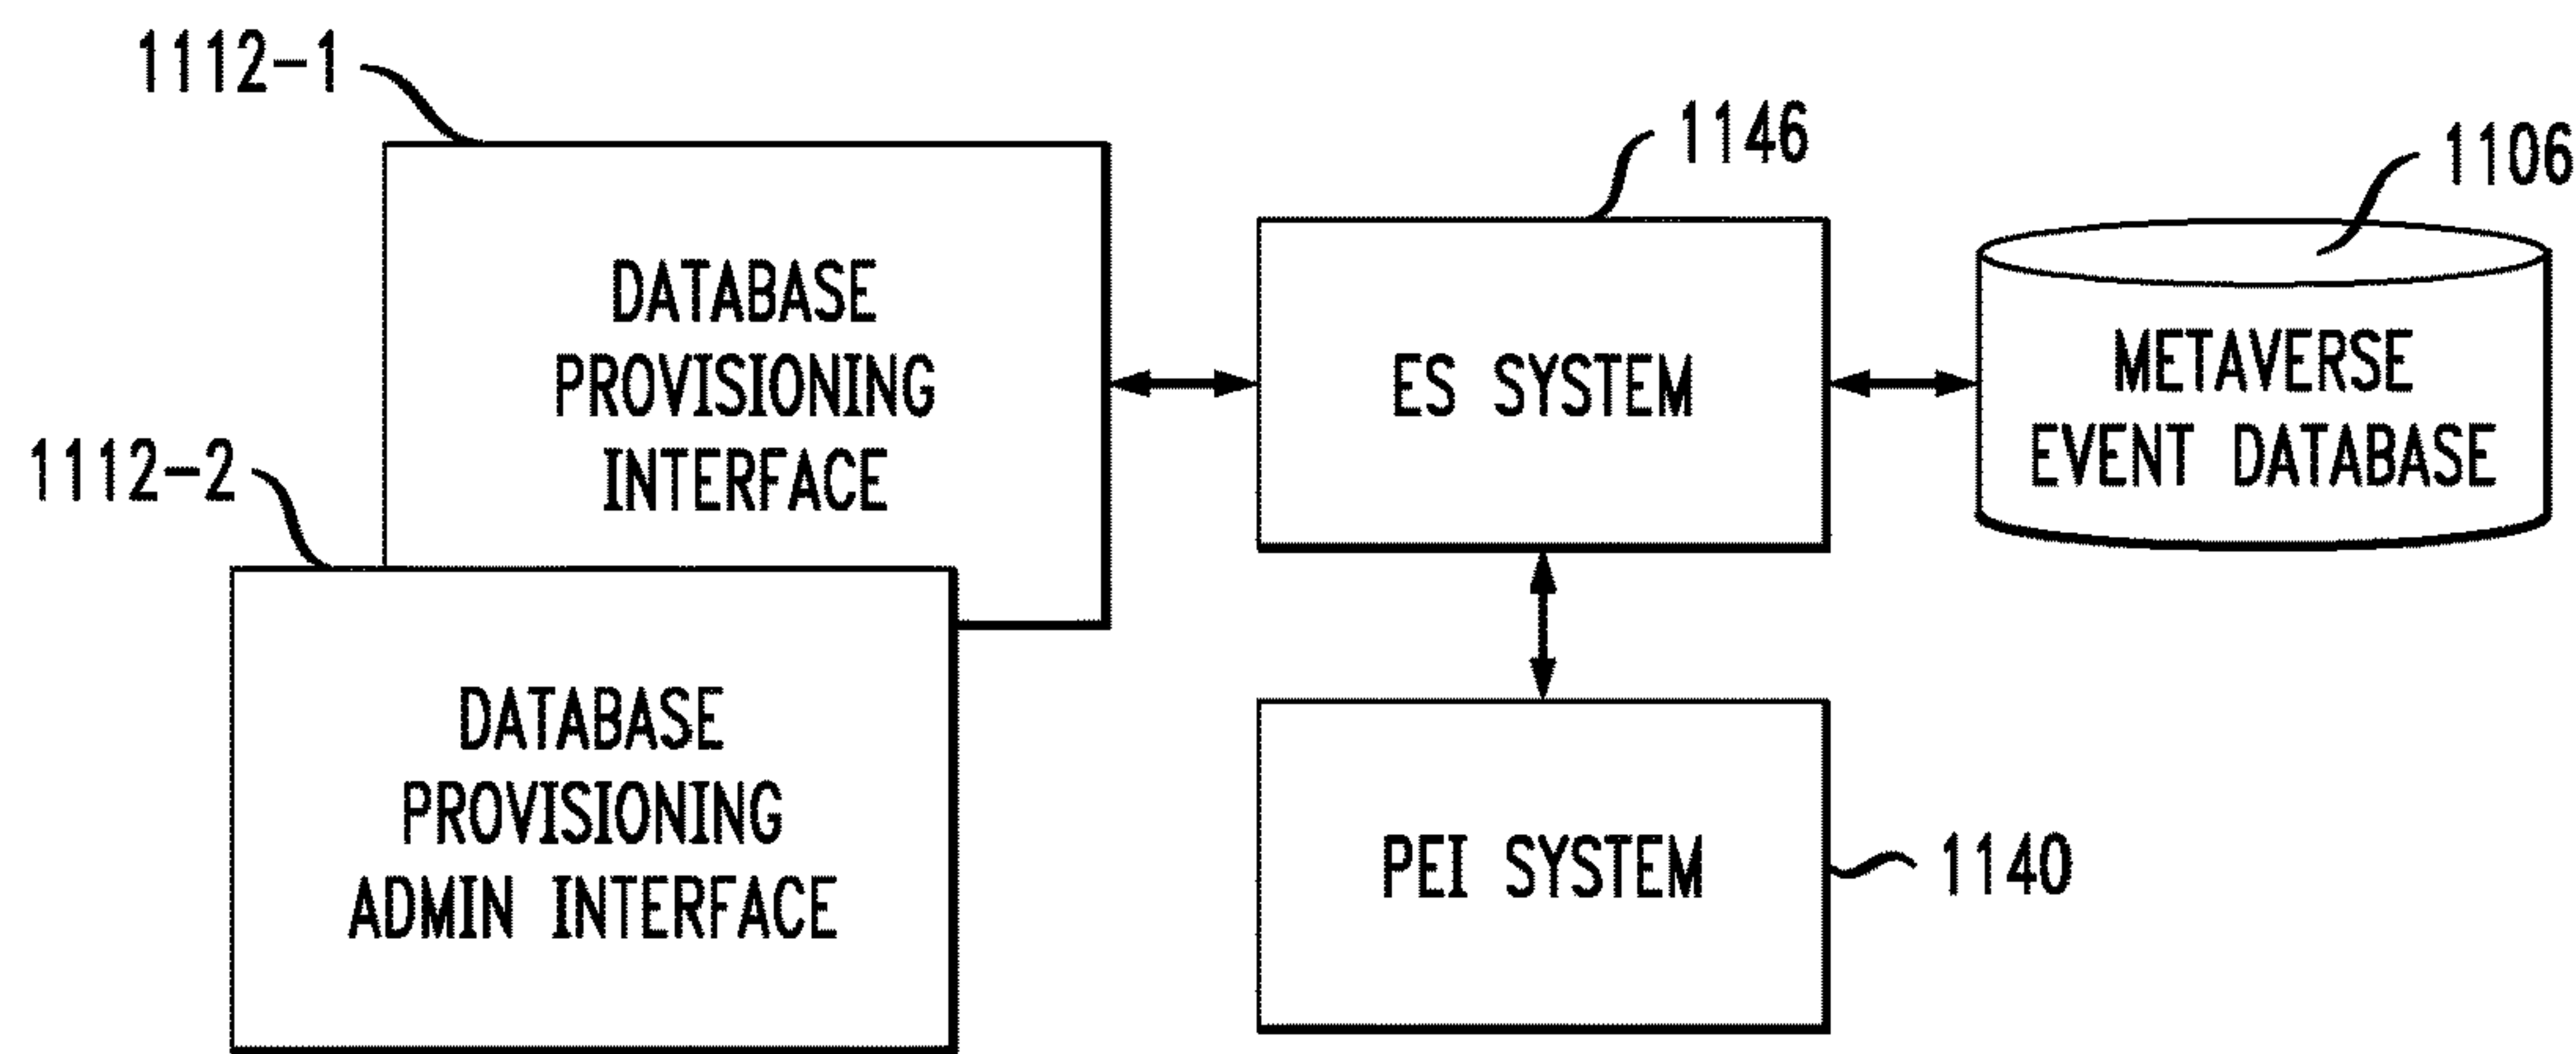 1112-1
1146
1106
DATABASE
PROVISIONING
INTERFACE
ES SYSTEM
METAVERSE
EVENT DATABASE
1112-2
DATABASE
PROVISIONING
ADMIN INTERFACE
PEI SYSTEM
1140